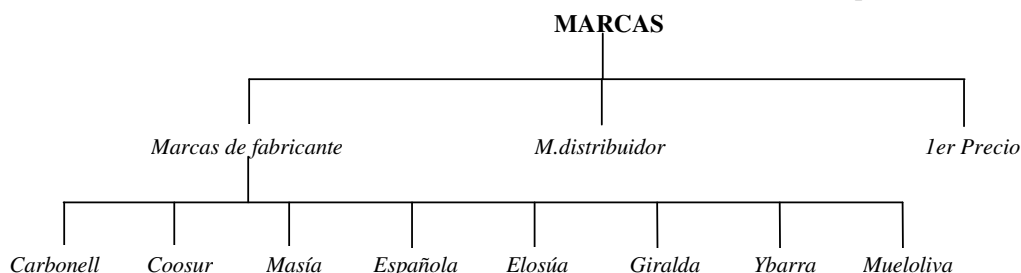 MARCAS
Marcas de fabricante M.distribuidor 1er Precio
Carbonell Coosur Masía Española Elosúa Giralda Ybarra Mueloliva